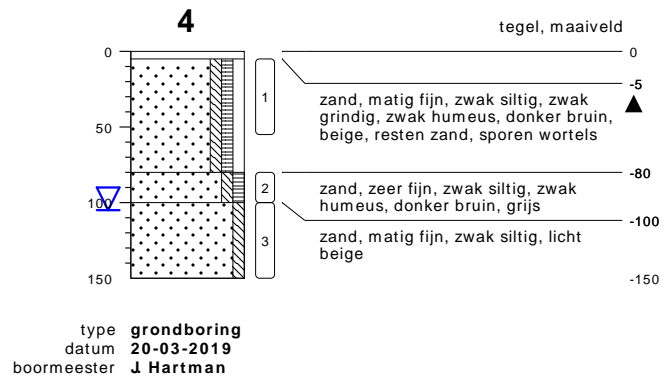 4
tegel, maaiveld
0
0
-5
1
zand, matig fijn, zwak siltig, zwak
grindig, zwak humeus, donker bruin,
beige, resten zand, sporen wortels
50
-80
2
zand, zeer fijn, zwak siltig, zwak
humeus, donker bruin, grijs
100
-100
3
zand, matig fijn, zwak siltig, licht
beige
150
-150
type grondboring
datum 20-03-2019
boormeester J. Hartman